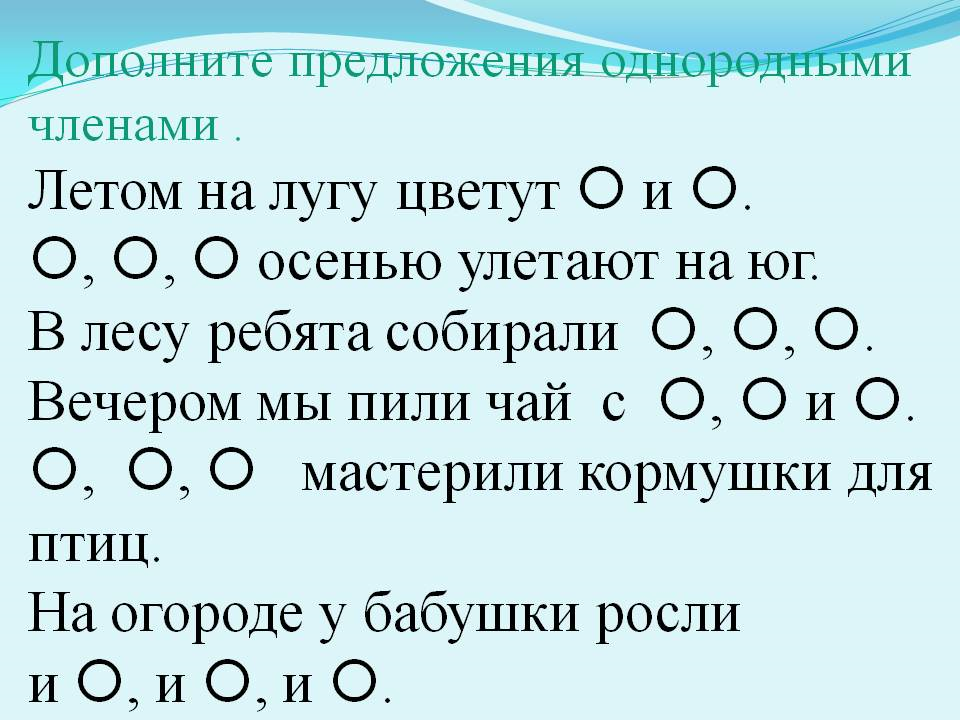 Дополните предложения однородными
членами .
Летом на лугу цветут О и О.
О, О, О осенью улетают на юг.
В лесу ребята собирали О, О, О.
Вечером мы пили чай с О, О и О.
О, О, О мастерили кормушки для
птиц.
На огороде у бабушки росли
и О, и О, и О.